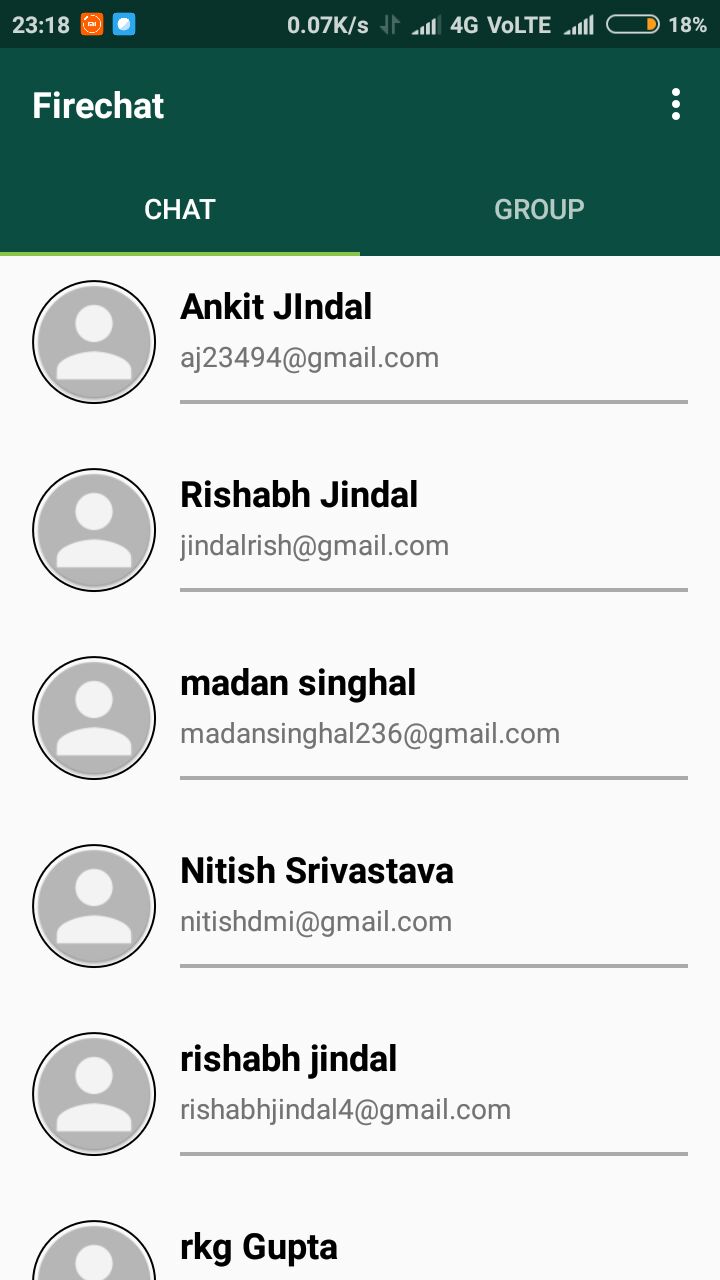 23:18 0.07K/s 4G VoLTE 18%
Firechat
CHAT GROUP
Ankit JIndal
aj23494@gmail.com
Rishabh Jindal
jindalrish@gmail.com
madan singhal
madansinghal236@gmail.com
Nitish Srivastava
nitishdmi@gmail.com
rishabh jindal
rishabhjindal4@gmail.com
rkg Gupta